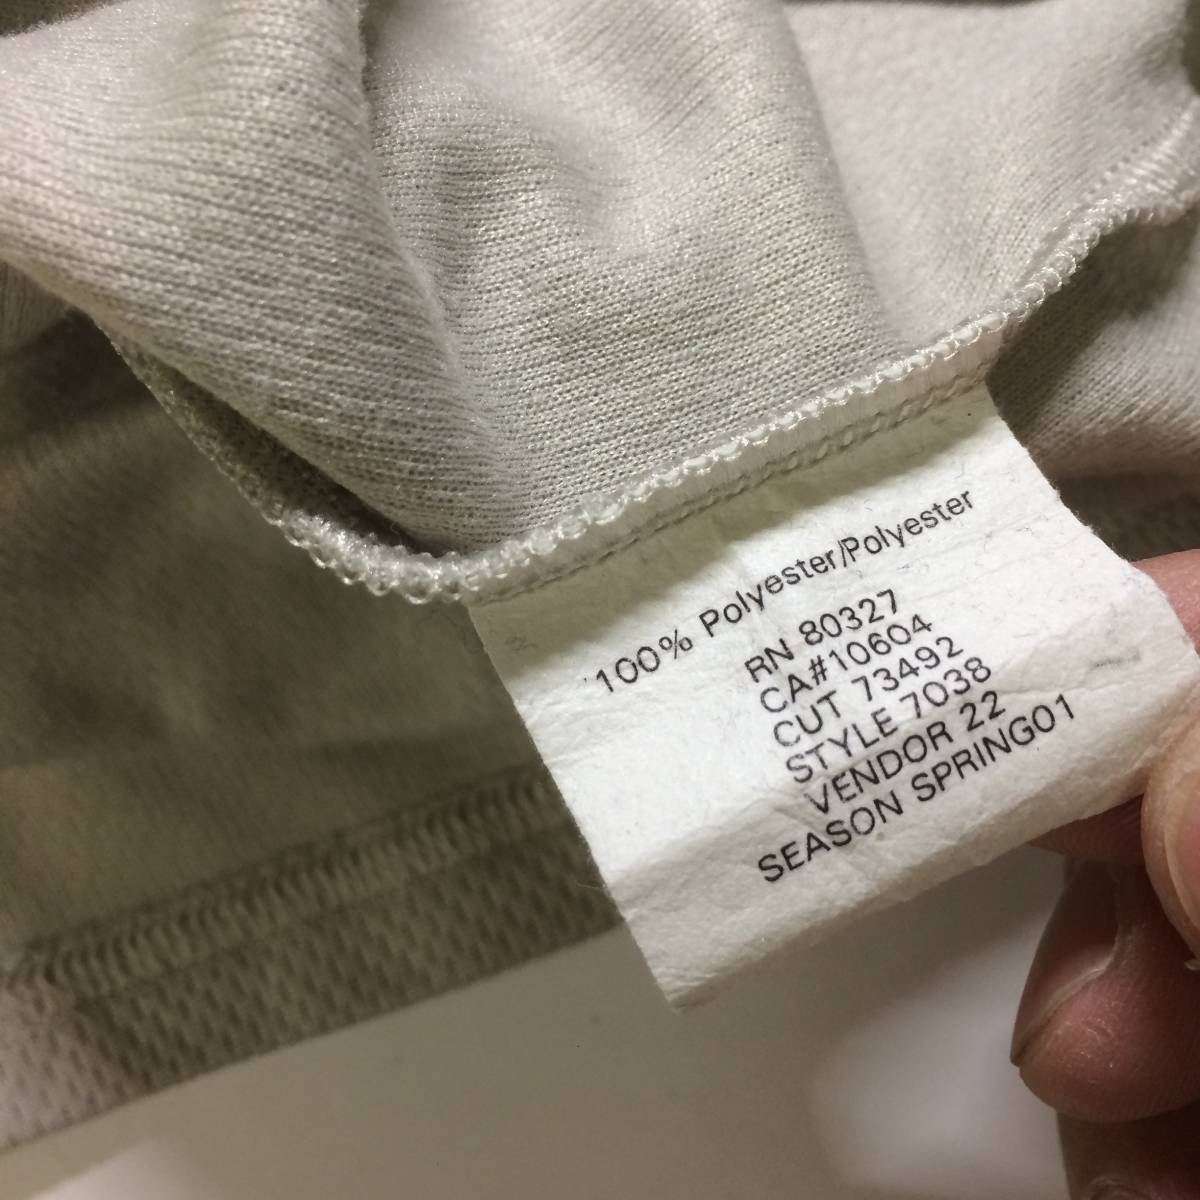 100% Polyester/Polyester
RN 80327
CA#10604
CUT 73492
STYLE 7038
VENDOR 22
SEASON SPRING01